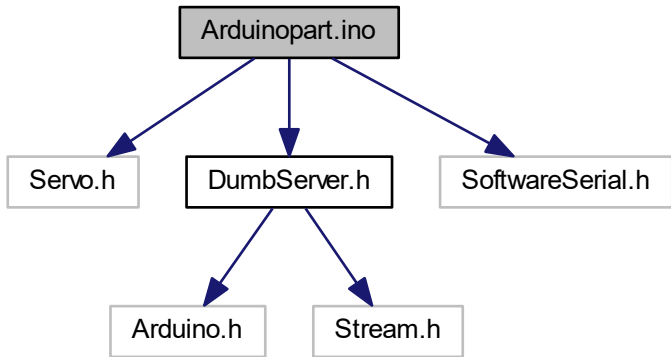 Arduinopart.ino
Servo.h
DumbServer.h
SoftwareSerial.h
Arduino.h
Stream.h